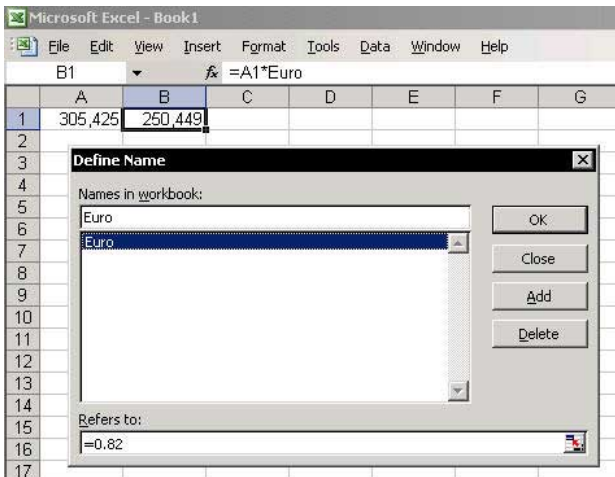 Microsoft Excel - Book1
File Edit View Insert Format Tools Data Window Help
B1 fx =A1*Euro
A B C D E F G
1 305,425 250,449
2
3
4
5
6
7
8
9
10
11
12
13
14
15
16
17
Define Name
Names in workbook:
Euro
Euro
OK
Close
Add
Delete
Refers to:
=0.82